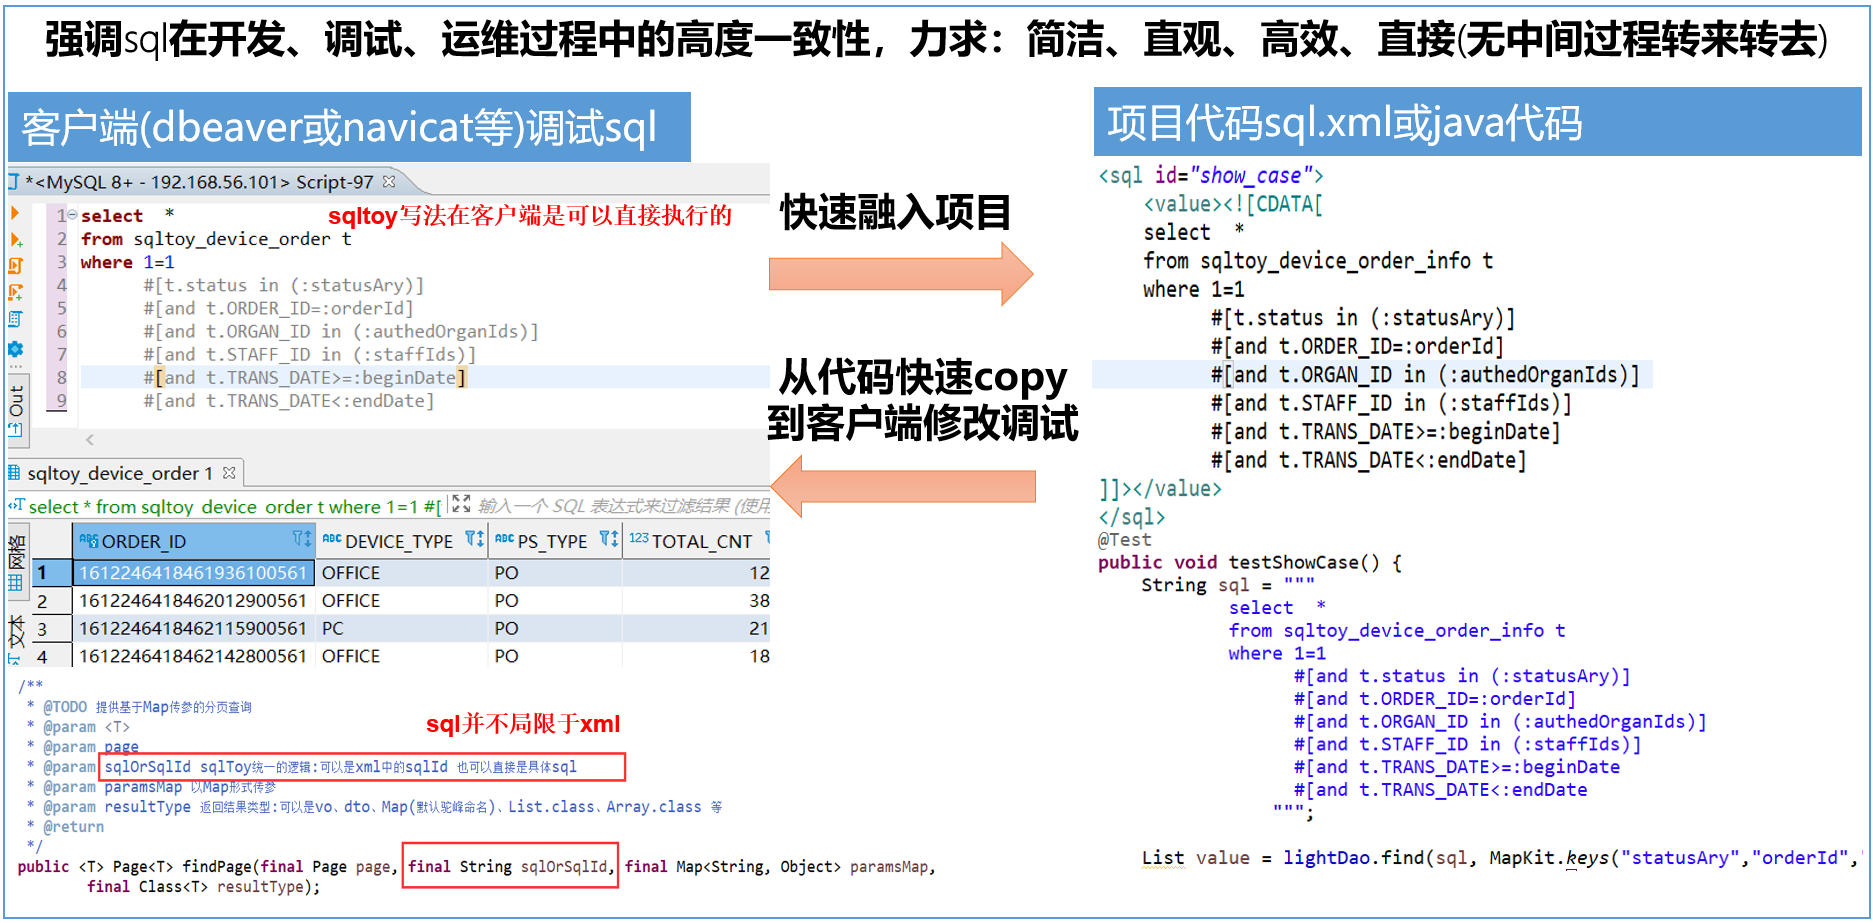 强调sql在开发、调试、运维过程中的高度一致性，力求：简洁、直观、高效、直接(无中间过程转来转去)
客户端(dbeaver或navicat等)调试sql
*<MySQL 8+ - 192.168.56.101> Script-97
sqltoy写法在客户端是可以直接执行的
1 select  *
2 from sqltoy_device_order t
3 where 1=1
4 #[t.status in (:statusAry)]
5 #[and t.ORDER_ID=:orderId]
6 #[and t.ORGAN_ID in (:authedOrganIds)]
7 #[and t.STAFF_ID in (:staffIds)]
8 #[and t.TRANS_DATE>=:beginDate]
9 #[and t.TRANS_DATE<:endDate]
Out
sqltoy_device_order 1
select * from sqltoy_device_order t where 1=1 #[ 输入一个 SQL 表达式来过滤结果 (使用
网格
文本
ABC ORDER_ID ABC DEVICE_TYPE ABC PS_TYPE 123 TOTAL_CNT
1 1612246418461936100561 OFFICE PO 12
2 1612246418462012900561 OFFICE PO 38
3 1612246418462115900561 PC PO 21
4 1612246418462142800561 OFFICE PO 18
/**
* @TODO 提供基于Map传参的分页查询
* @param <T>
* @param page
* @param sqlOrSqlId sqlToy统一的逻辑:可以是xml中的sqlId 也可以直接是具体sql
* @param paramsMap 以Map形式传参
* @param resultType 返回结果类型:可以是vo、dto、Map(默认驼峰命名)、List.class、Array.class 等
* @return
*/
sql并不局限于xml
public <T> Page<T> findPage(final Page page, final String sqlOrSqlId, final Map<String, Object> paramsMap,
final Class<T> resultType);
快速融入项目
从代码快速copy
到客户端修改调试
项目代码sql.xml或java代码
<sql id="show_case">
<value><![CDATA[
select  *
from sqltoy_device_order_info t
where 1=1
#[t.status in (:statusAry)]
#[and t.ORDER_ID=:orderId]
#[and t.ORGAN_ID in (:authedOrganIds)]
#[and t.STAFF_ID in (:staffIds)]
#[and t.TRANS_DATE>=:beginDate]
#[and t.TRANS_DATE<:endDate]
]]></value>
</sql>
@Test
public void testShowCase() {
String sql = """
select  *
from sqltoy_device_order_info t
where 1=1
#[and t.status in (:statusAry)]
#[and t.ORDER_ID=:orderId]
#[and t.ORGAN_ID in (:authedOrganIds)]
#[and t.STAFF_ID in (:staffIds)]
#[and t.TRANS_DATE>=:beginDate
#[and t.TRANS_DATE<:endDate
""";
List value = lightDao.find(sql, MapKit.keys("statusAry","orderId",